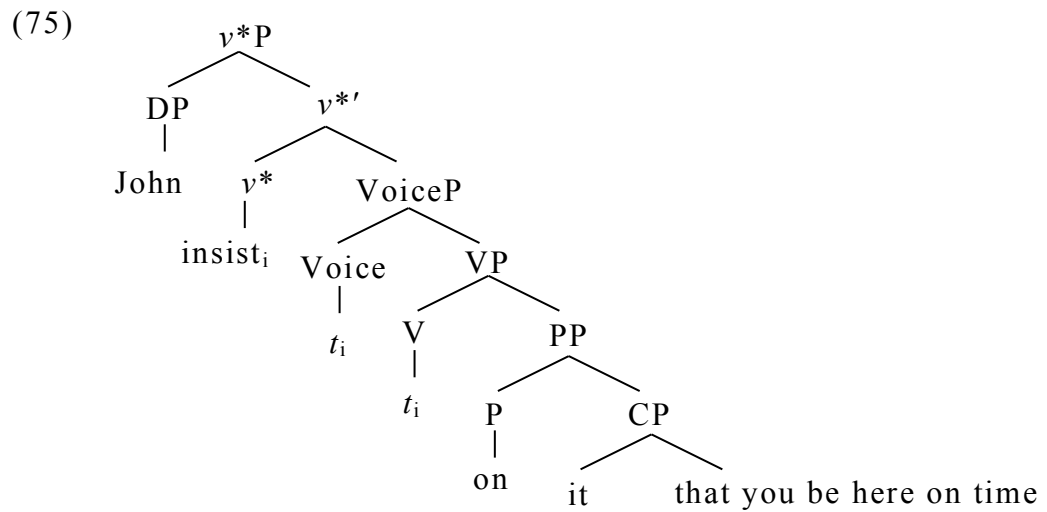 (75)
v*P
DP v*′
John v* VoiceP
insisti Voice VP
ti V PP
ti P CP
on it that you be here on time